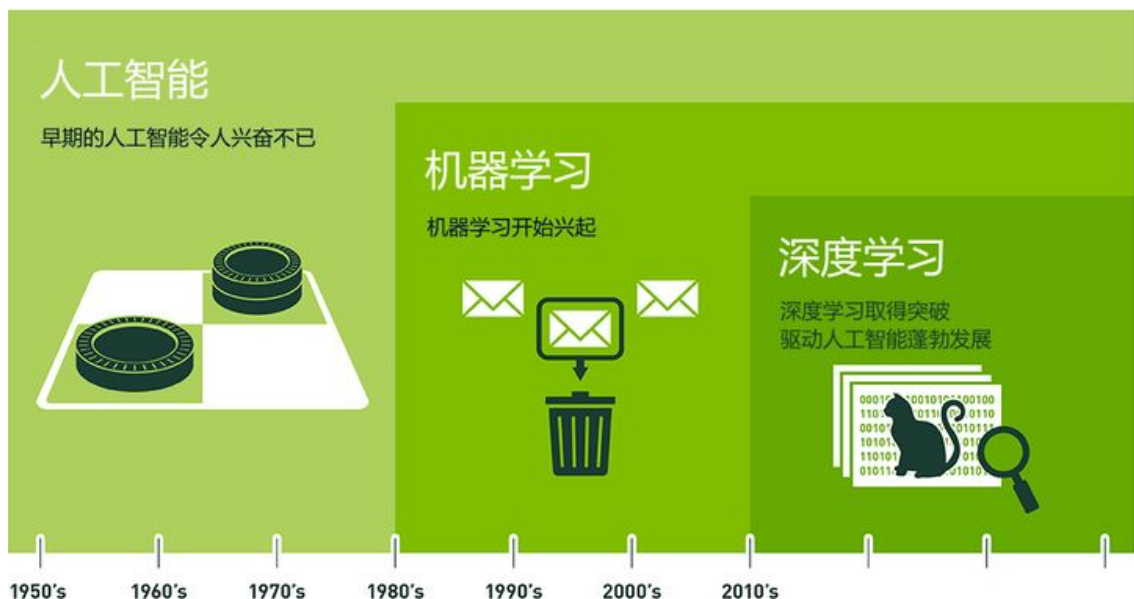 人工智能
早期的人工智能令人兴奋不已
机器学习
机器学习开始兴起
深度学习
深度学习取得突破
驱动人工智能蓬勃发展
1950's 1960's 1970's 1980's 1990's 2000's 2010's